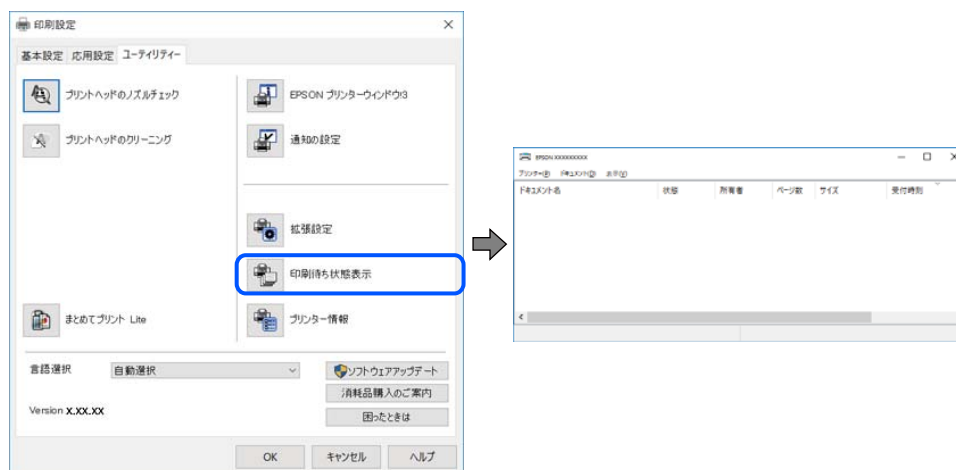 印刷設定
基本設定 応用設定 ユーティリティー
プリントヘッドのノズルチェック
EPSON プリンターウィンドウ!3
プリントヘッドのクリーニング
通知の設定
拡張設定
印刷待ち状態表示
まとめてプリント Lite
プリンター情報
言語選択
自動選択
ソフトウェアアップデート
消耗品購入のご案内
Version X.XX.XX
困ったときは
OK キャンセル ヘルプ
EPSON XXXXXXXXXX
プリンター(P) ドキュメント(D) 表示(V)
ドキュメント名 状態 所有者 ページ数 サイズ 受付時刻